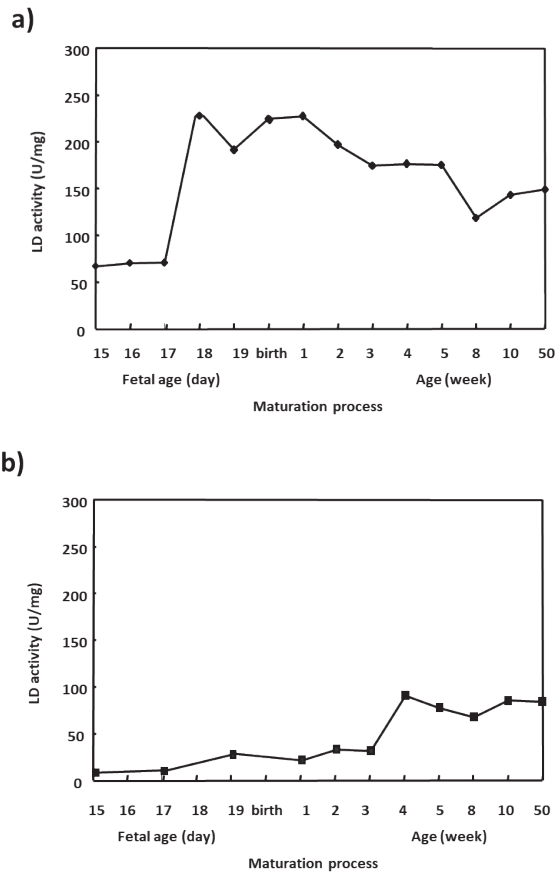 a)
300
250
200
150
100
50
0
LD activity (U/mg)
15 16 17 18 19 birth 1 2 3 4 5 8 10 50
Fetal age (day) Age (week)
Maturation process
b)
300
250
200
150
100
50
0
LD activity (U/mg)
15 16 17 18 19 birth 1 2 3 4 5 8 10 50
Fetal age (day) Age (week)
Maturation process